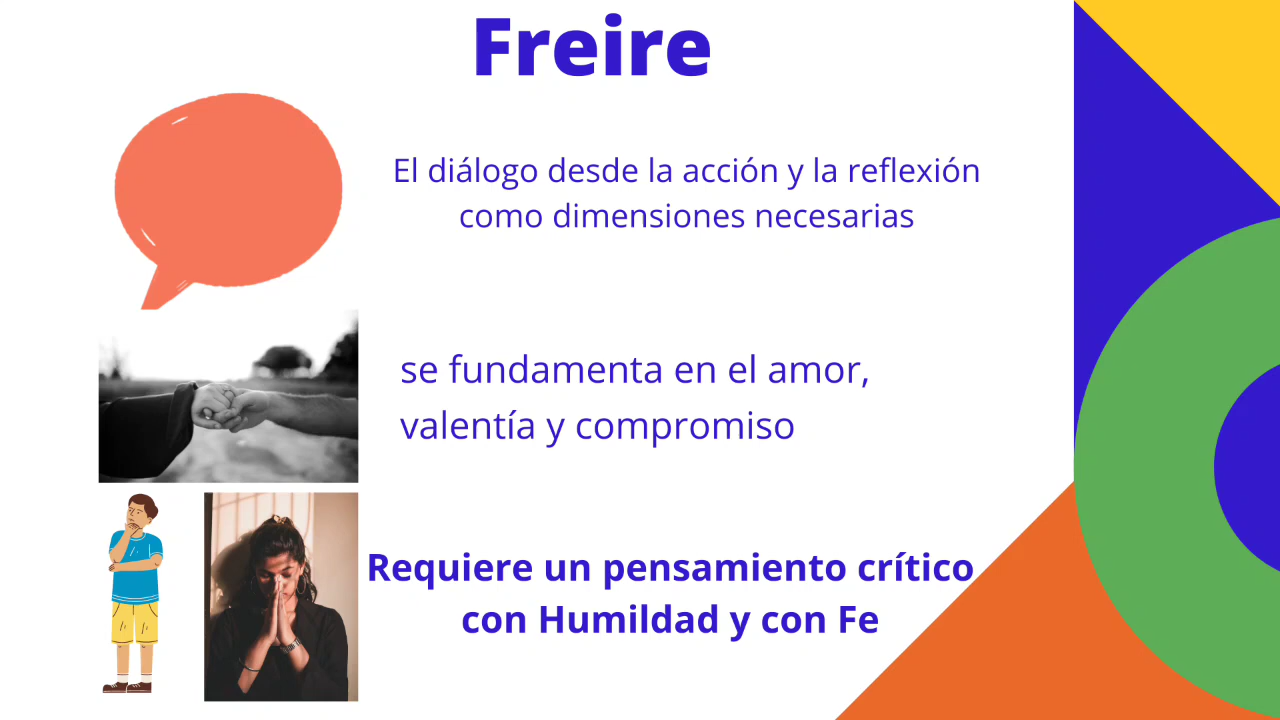 Freire
El diálogo desde la acción y la reflexión
como dimensiones necesarias
se fundamenta en el amor,
valentía y compromiso
Requiere un pensamiento crítico
con Humildad y con Fe